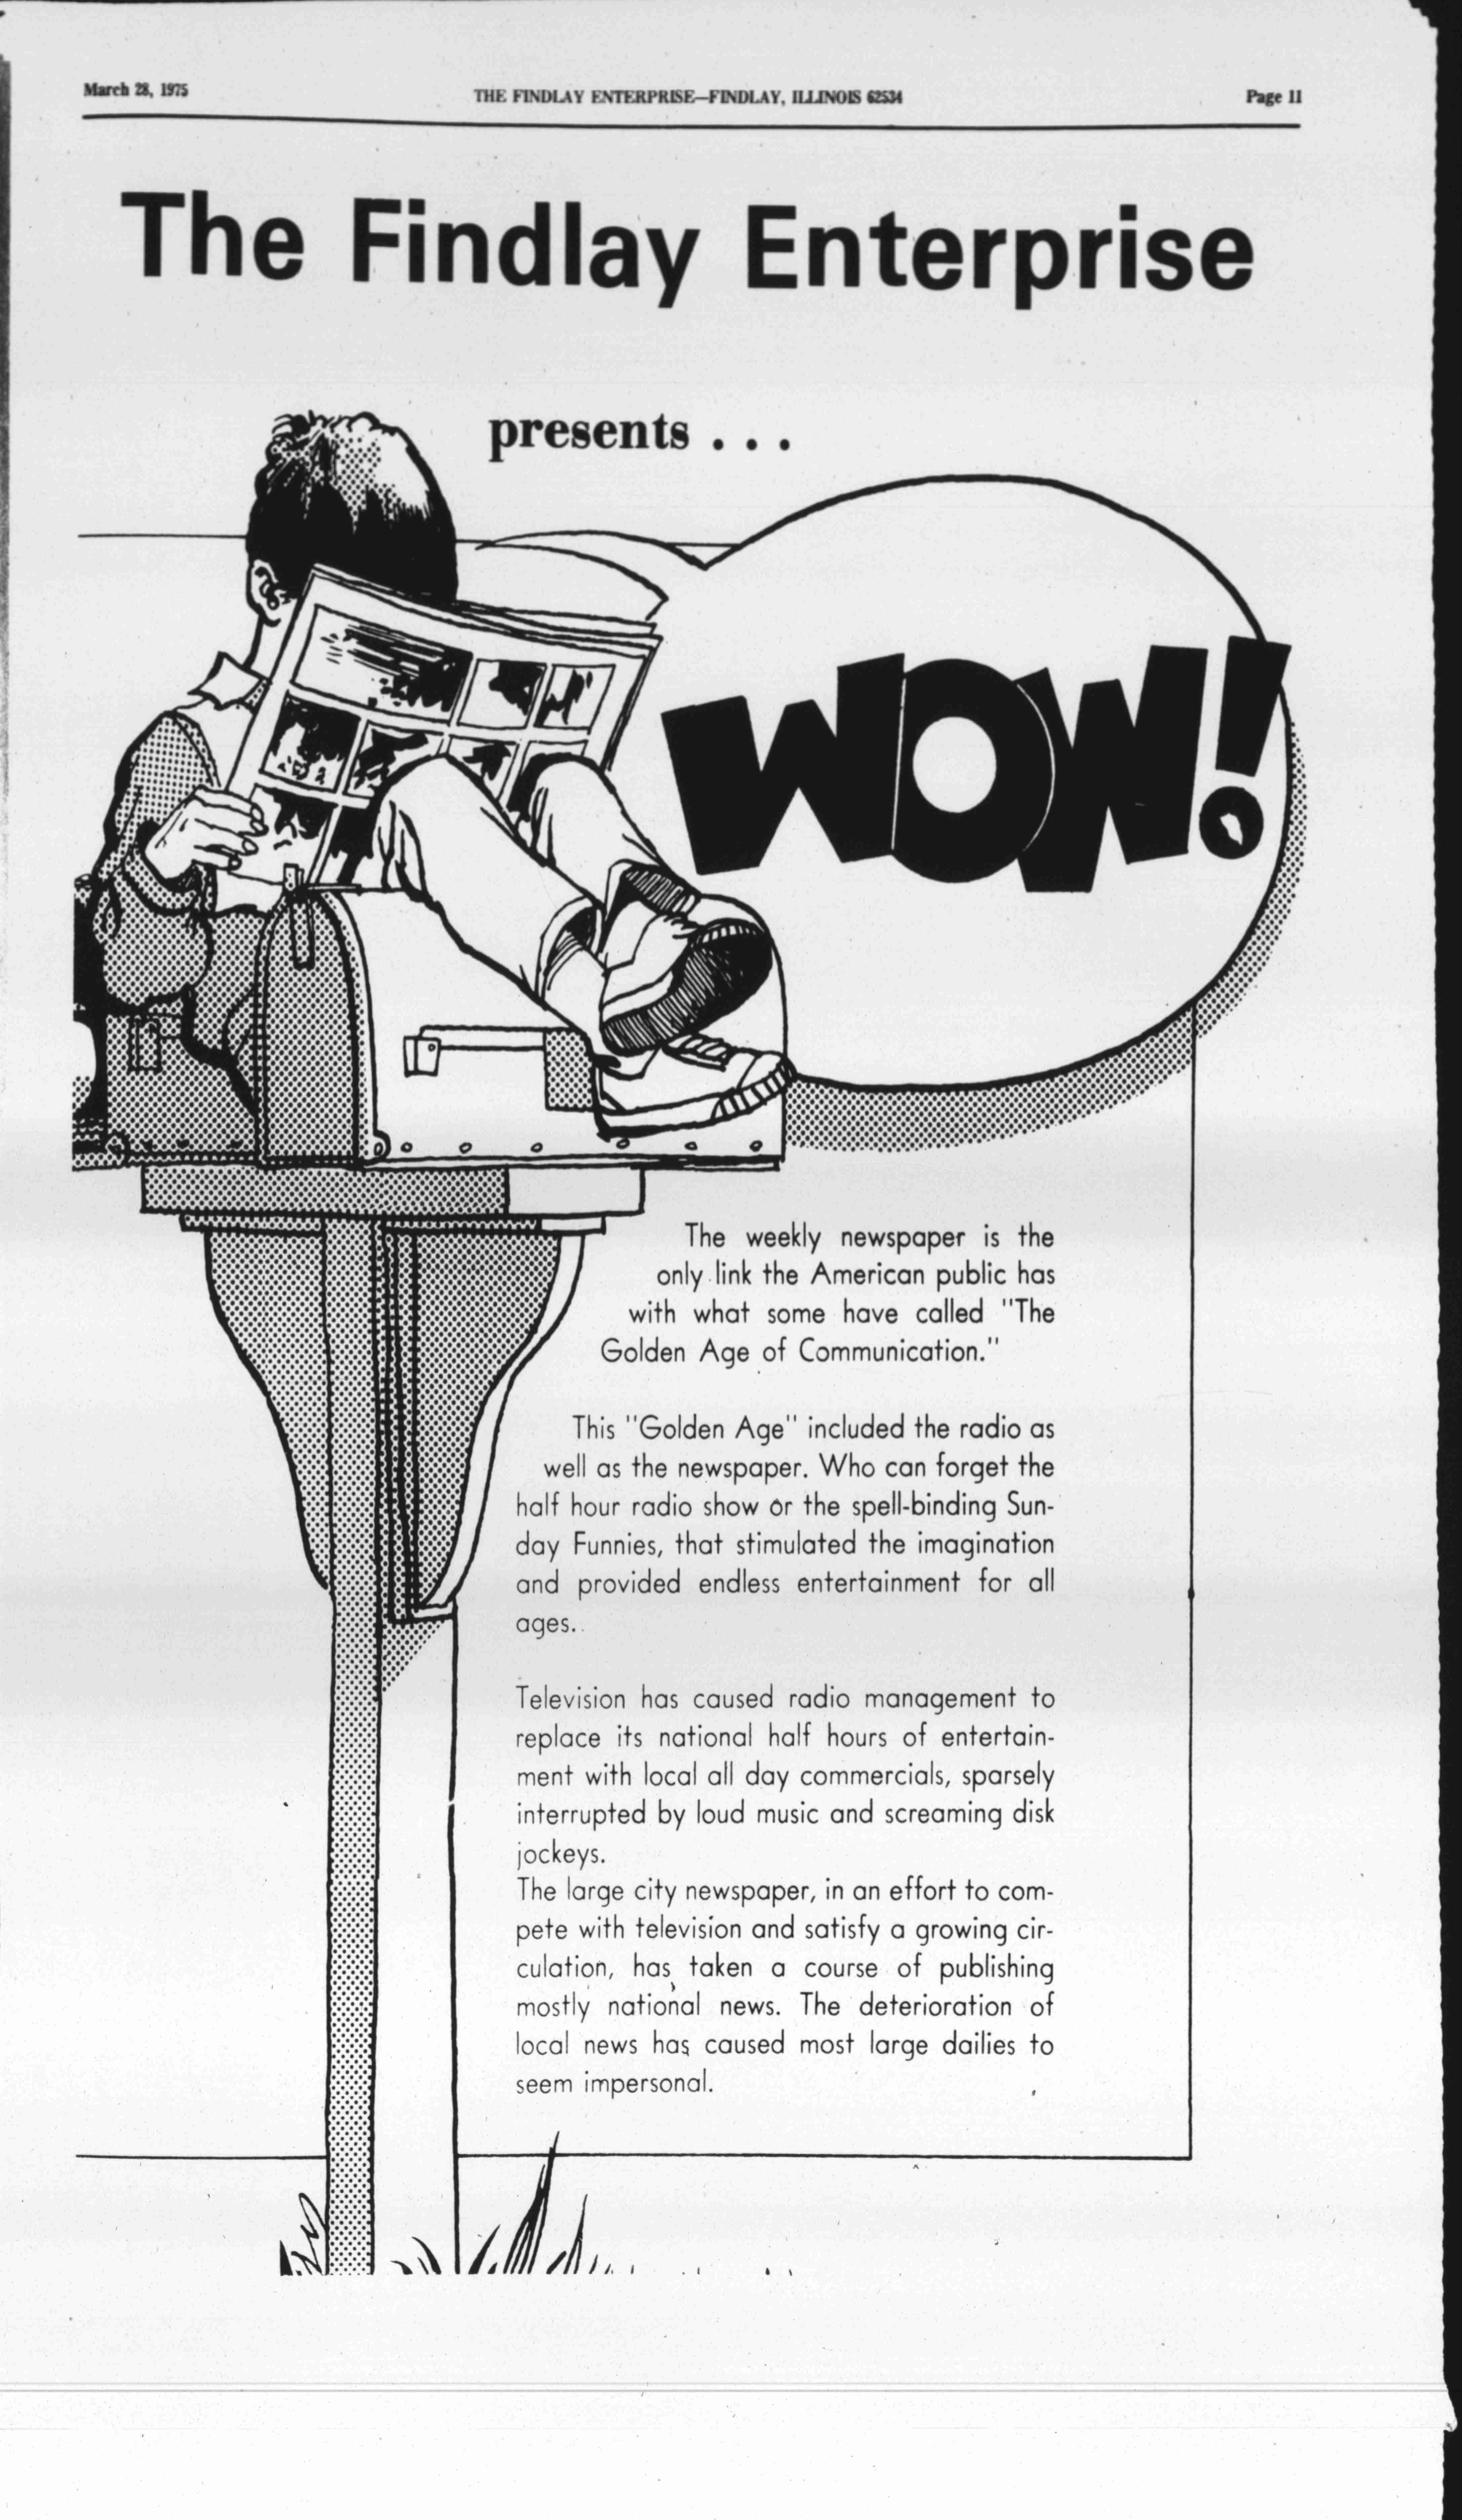 March 28, 1975
THE FINDLAY ENTERPRISE—FINDLAY, ILLINOIS 62534
Page 11
The Findlay Enterprise
presents . . .
WOW!
The weekly newspaper is the
only link the American public has
with what some have called "The
Golden Age of Communication."
This "Golden Age" included the radio as
well as the newspaper. Who can forget the
half hour radio show or the spell-binding Sun-
day Funnies, that stimulated the imagination
and provided endless entertainment for all
ages.
Television has caused radio management to
replace its national half hours of entertain-
ment with local all day commercials, sparsely
interrupted by loud music and screaming disk
jockeys.
The large city newspaper, in an effort to com-
pete with television and satisfy a growing cir-
culation, has taken a course of publishing
mostly national news. The deterioration of
local news has caused most large dailies to
seem impersonal.